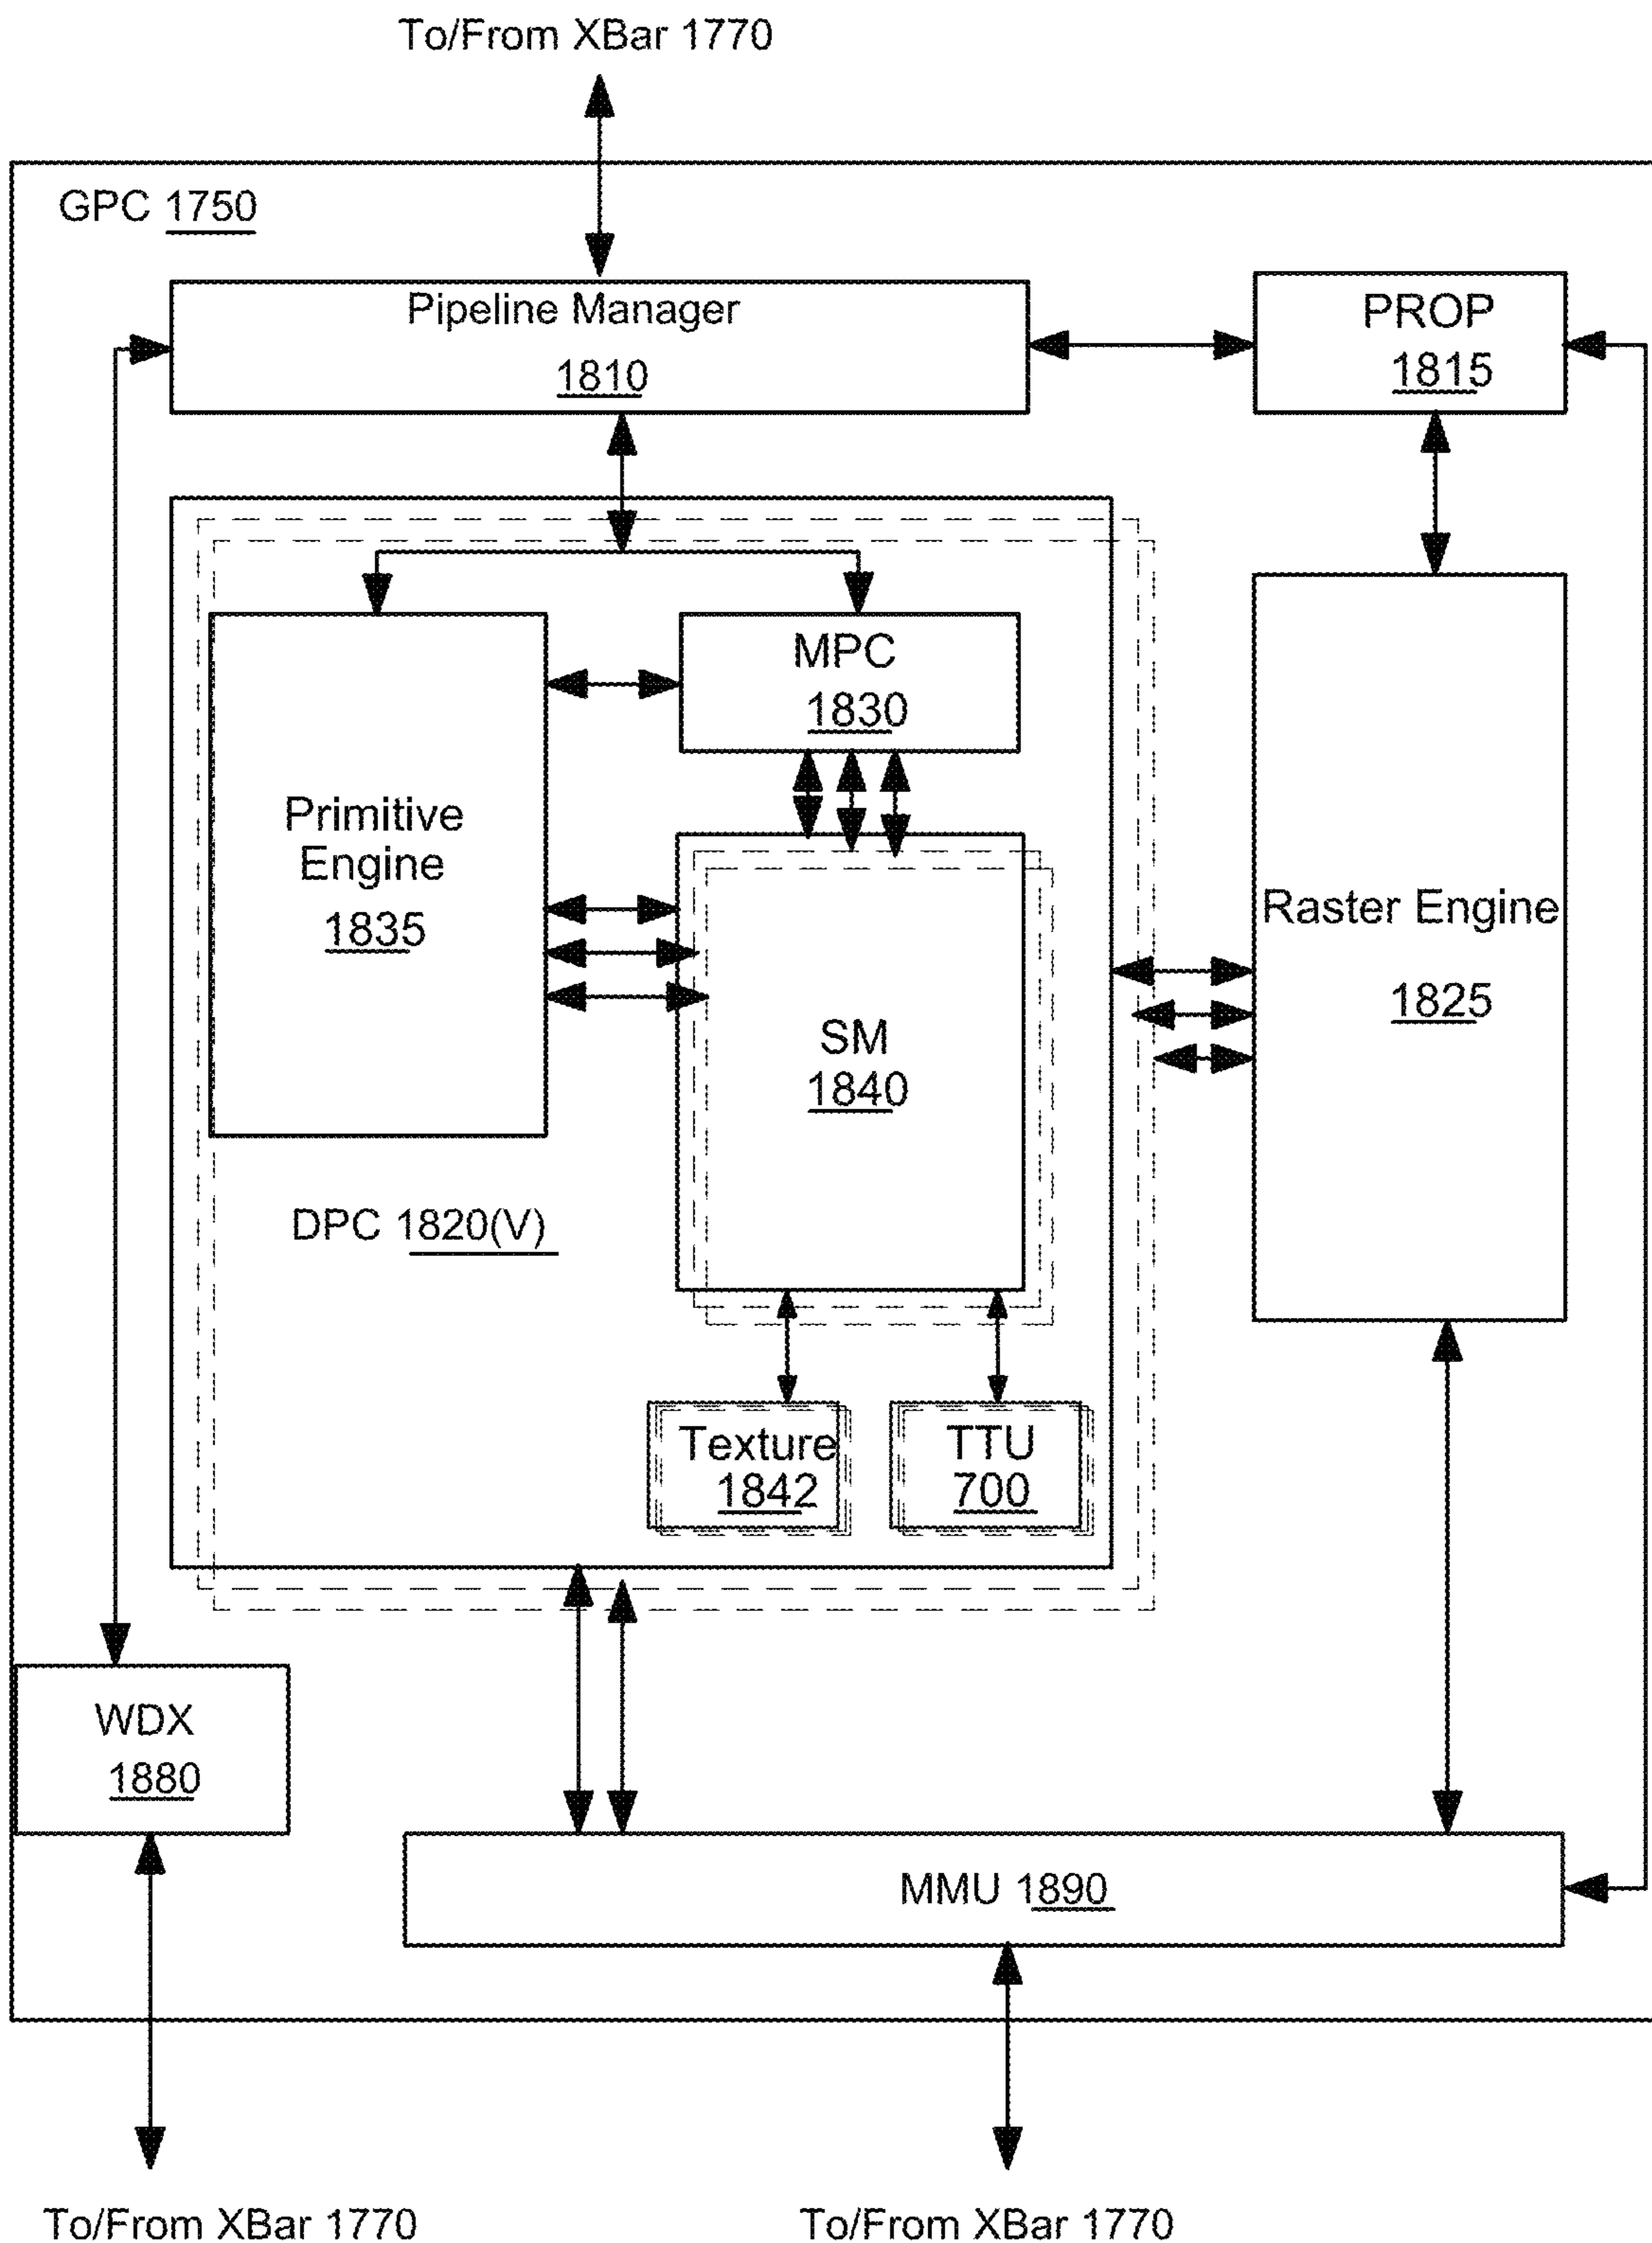 To/From XBar 1770
GPC 1750
Pipeline Manager
1810
PROP
1815
MPC
1830
Primitive
Engine
1835
Raster Engine
1825
SM
1840
DPC 1820(V)
Texture
1842
TTU
700
WDX
1880
MMU 1890
To/From XBar 1770
To/From XBar 1770